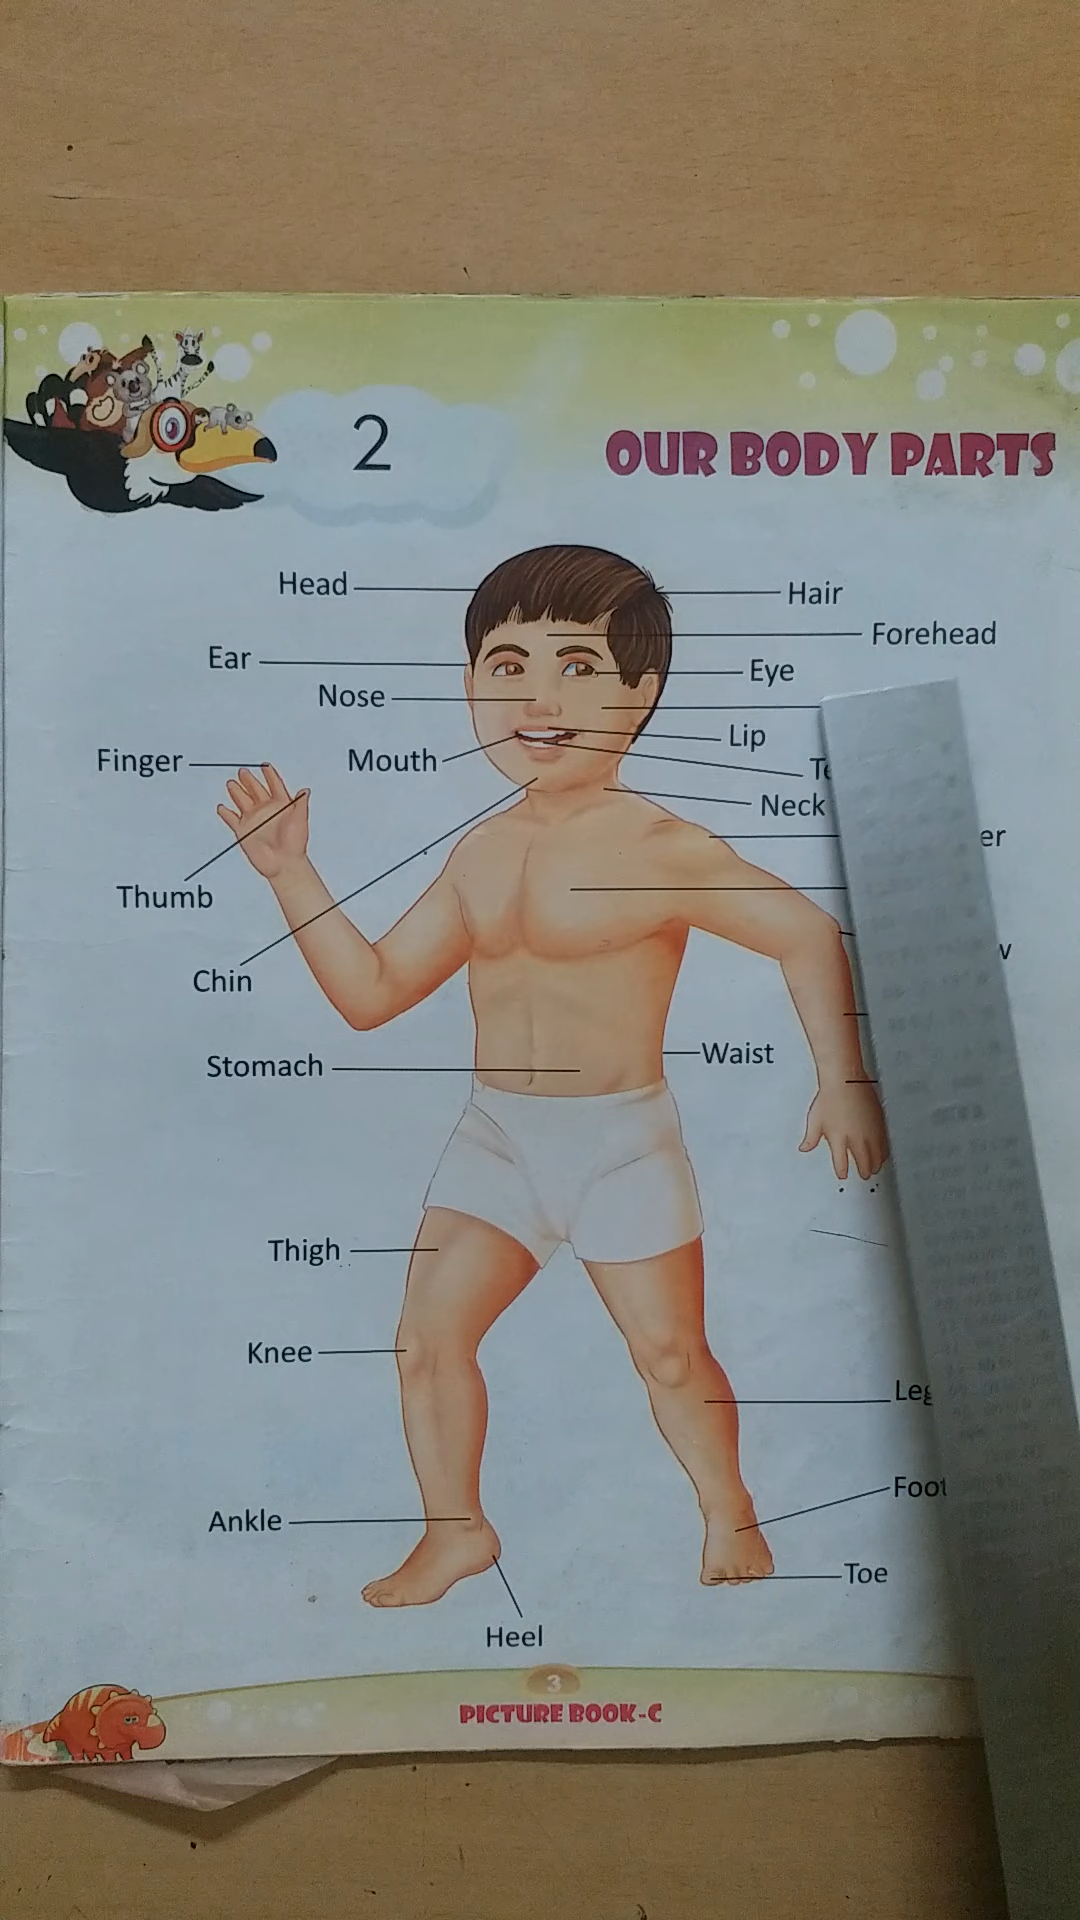 2
OUR BODY PARTS
Head
Hair
Forehead
Ear
Eye
Nose
Lip
Mouth
Finger
Neck
Thumb
Chin
Stomach
Waist
Thigh
Knee
Ankle
Foot
Toe
Heel
3
PICTURE BOOK-C